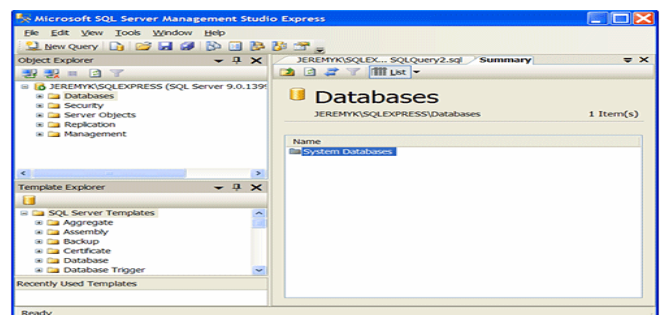 Microsoft SQL Server Management Studio Express
File Edit View Tools Window Help
New Query
Object Explorer
JEREMYK\SQLEXPRESS (SQL Server 9.0.1399
Databases
Security
Server Objects
Replication
Management
Template Explorer
SQL Server Templates
Aggregate
Assembly
Backup
Certificate
Database
Database Trigger
Recently Used Templates
JEREMYK\SQLEX... SQLQuery2.sql Summary
List
Databases
JEREMYK\SQLEXPRESS\Databases 1 Item(s)
Name
System Databases
Ready